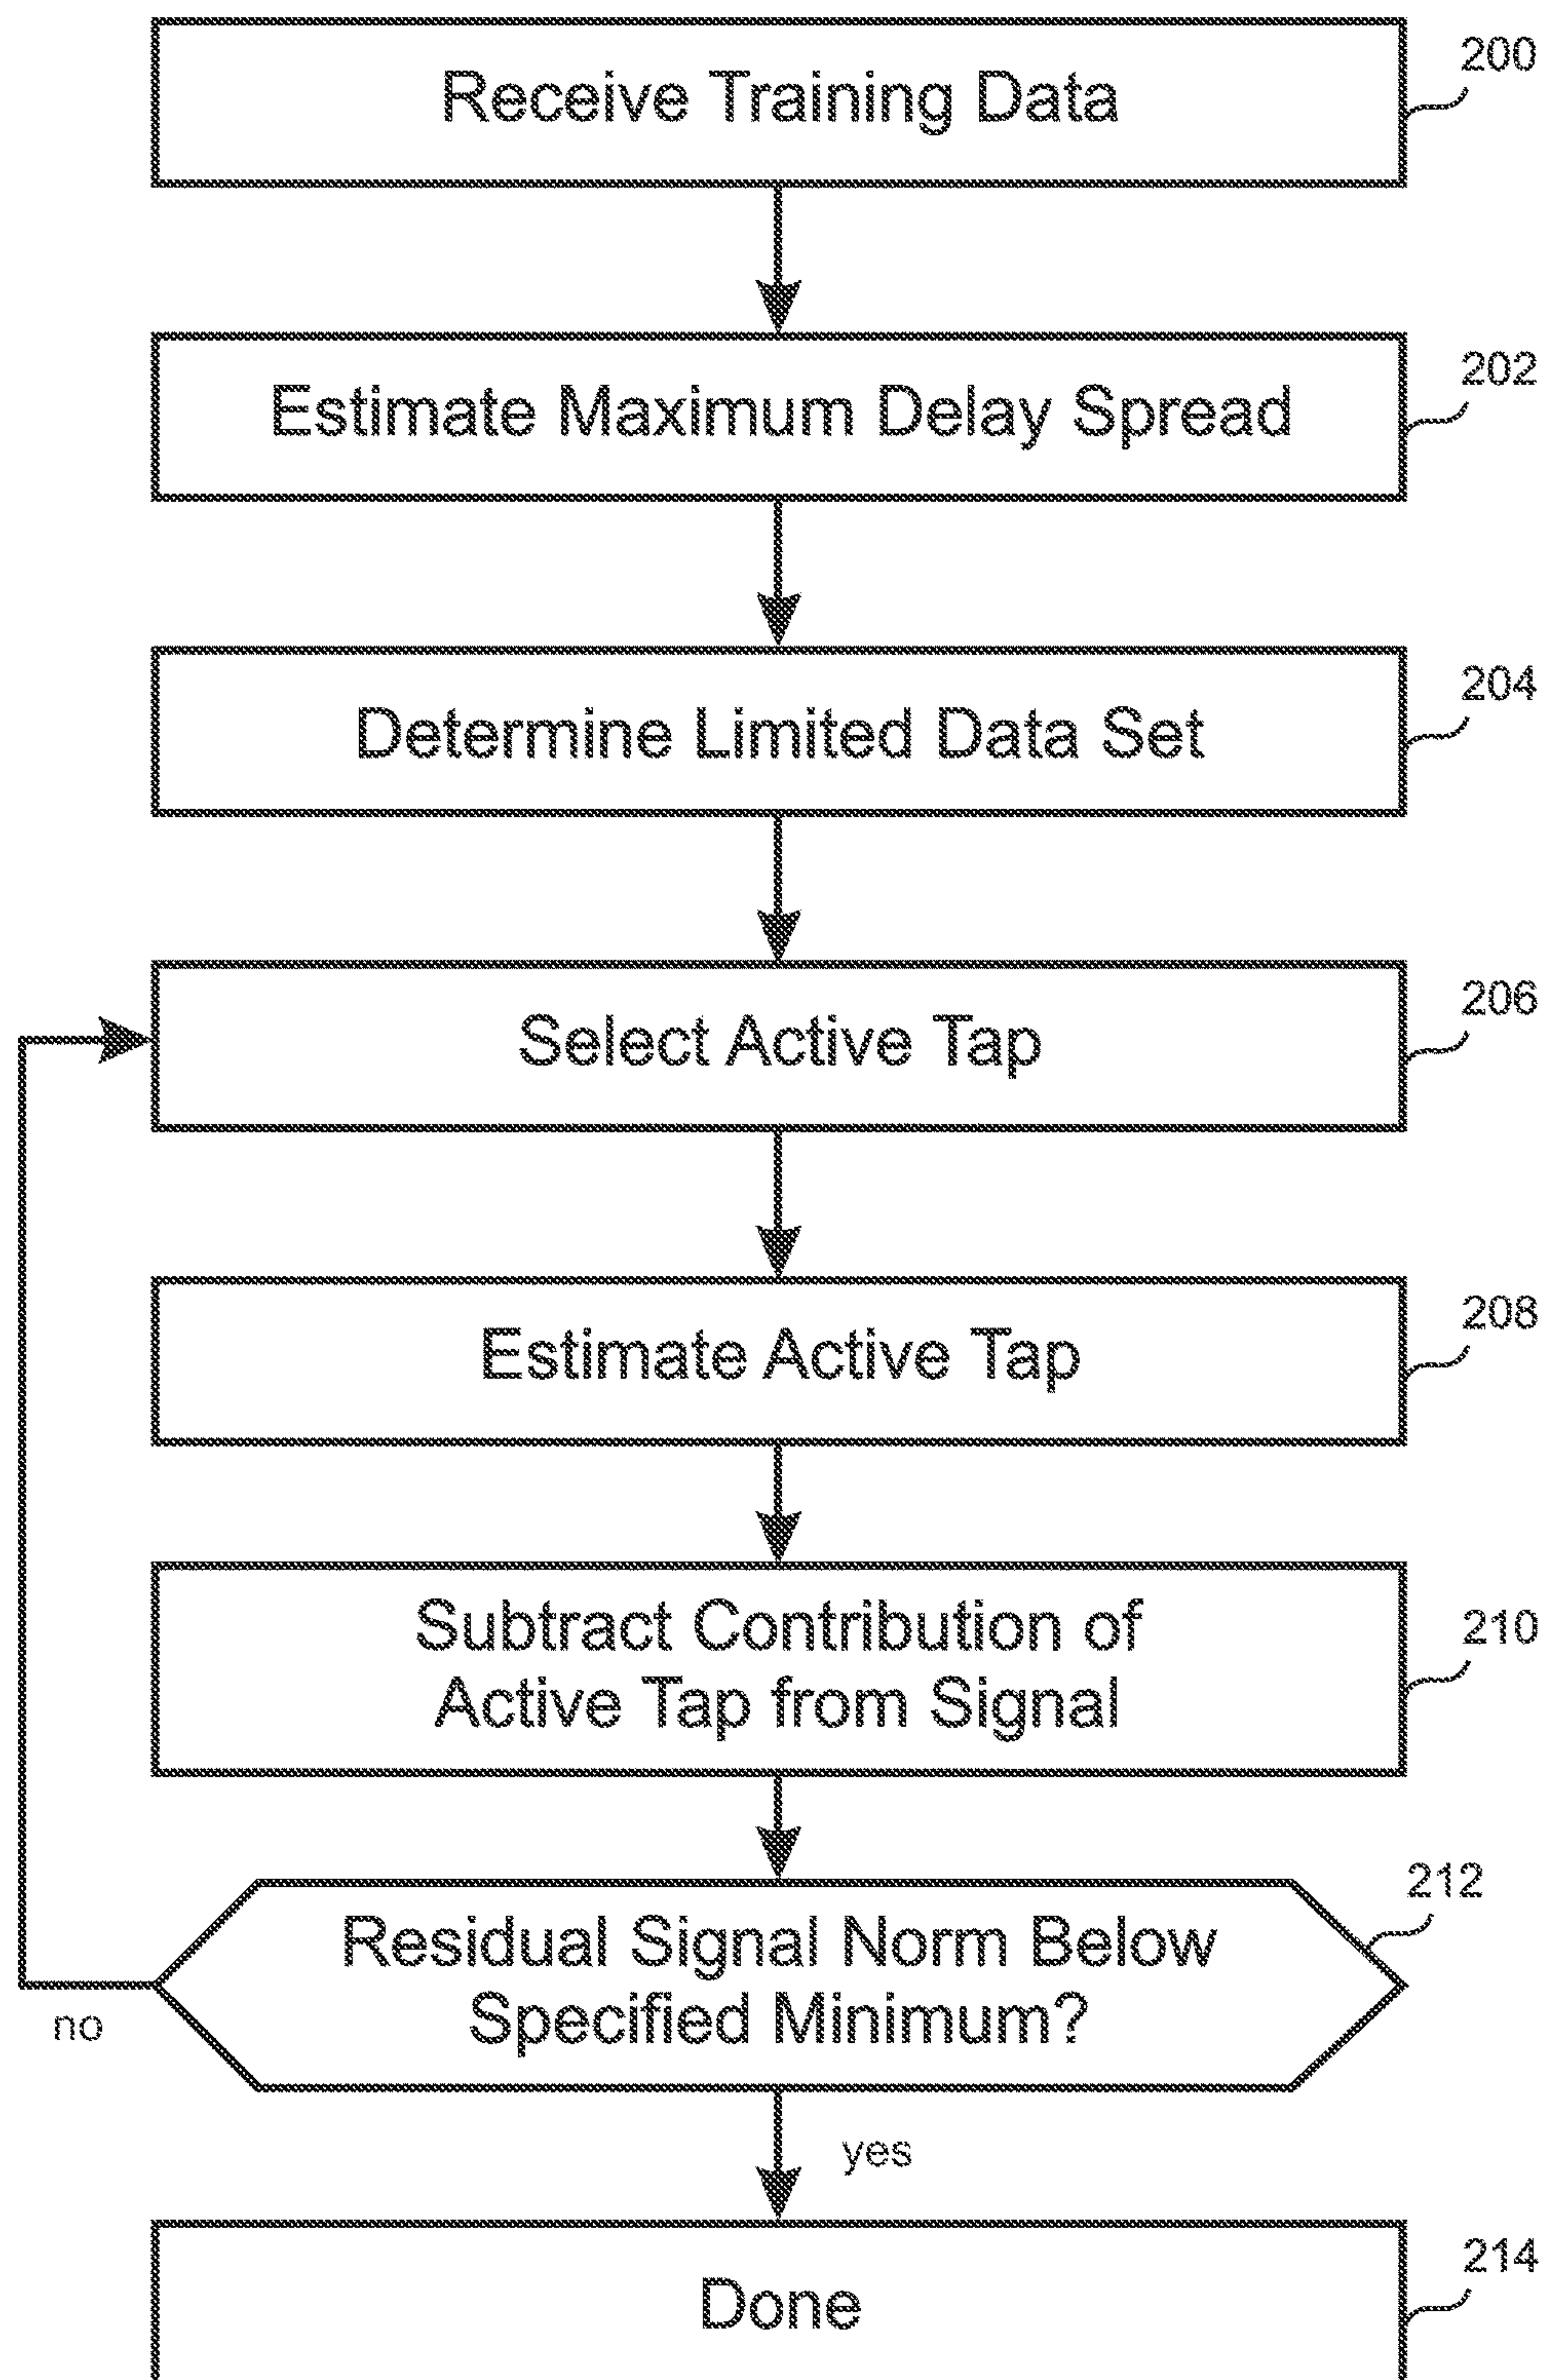 Receive Training Data
200
Estimate Maximum Delay Spread
202
Determine Limited Data Set
204
Select Active Tap
206
Estimate Active Tap
208
Subtract Contribution of
Active Tap from Signal
210
Residual Signal Norm Below
Specified Minimum?
212
no
yes
Done
214